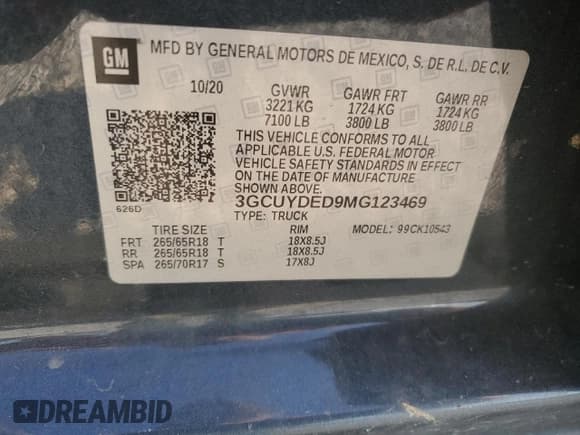 GM
MFD BY GENERAL MOTORS DE MEXICO, S. DE R.L. DE C.V.
10/20 GVWR GAWR FRT GAWR RR
3221 KG 1724 KG 1724 KG
7100 LB 3800 LB 3800 LB
THIS VEHICLE CONFORMS TO ALL
APPLICABLE U.S. FEDERAL MOTOR
VEHICLE SAFETY STANDARDS IN EFFECT
ON THE DATE OF MANUFACTURE
SHOWN ABOVE.
626D 3GCUYDED9MG123469
TYPE: TRUCK
TIRE SIZE RIM MODEL: 99CK10543
FRT 265/65R18 T 18X8.5J
RR 265/65R18 T 18X8.5J
SPA 265/70R17 S 17X8J
DREAMBID